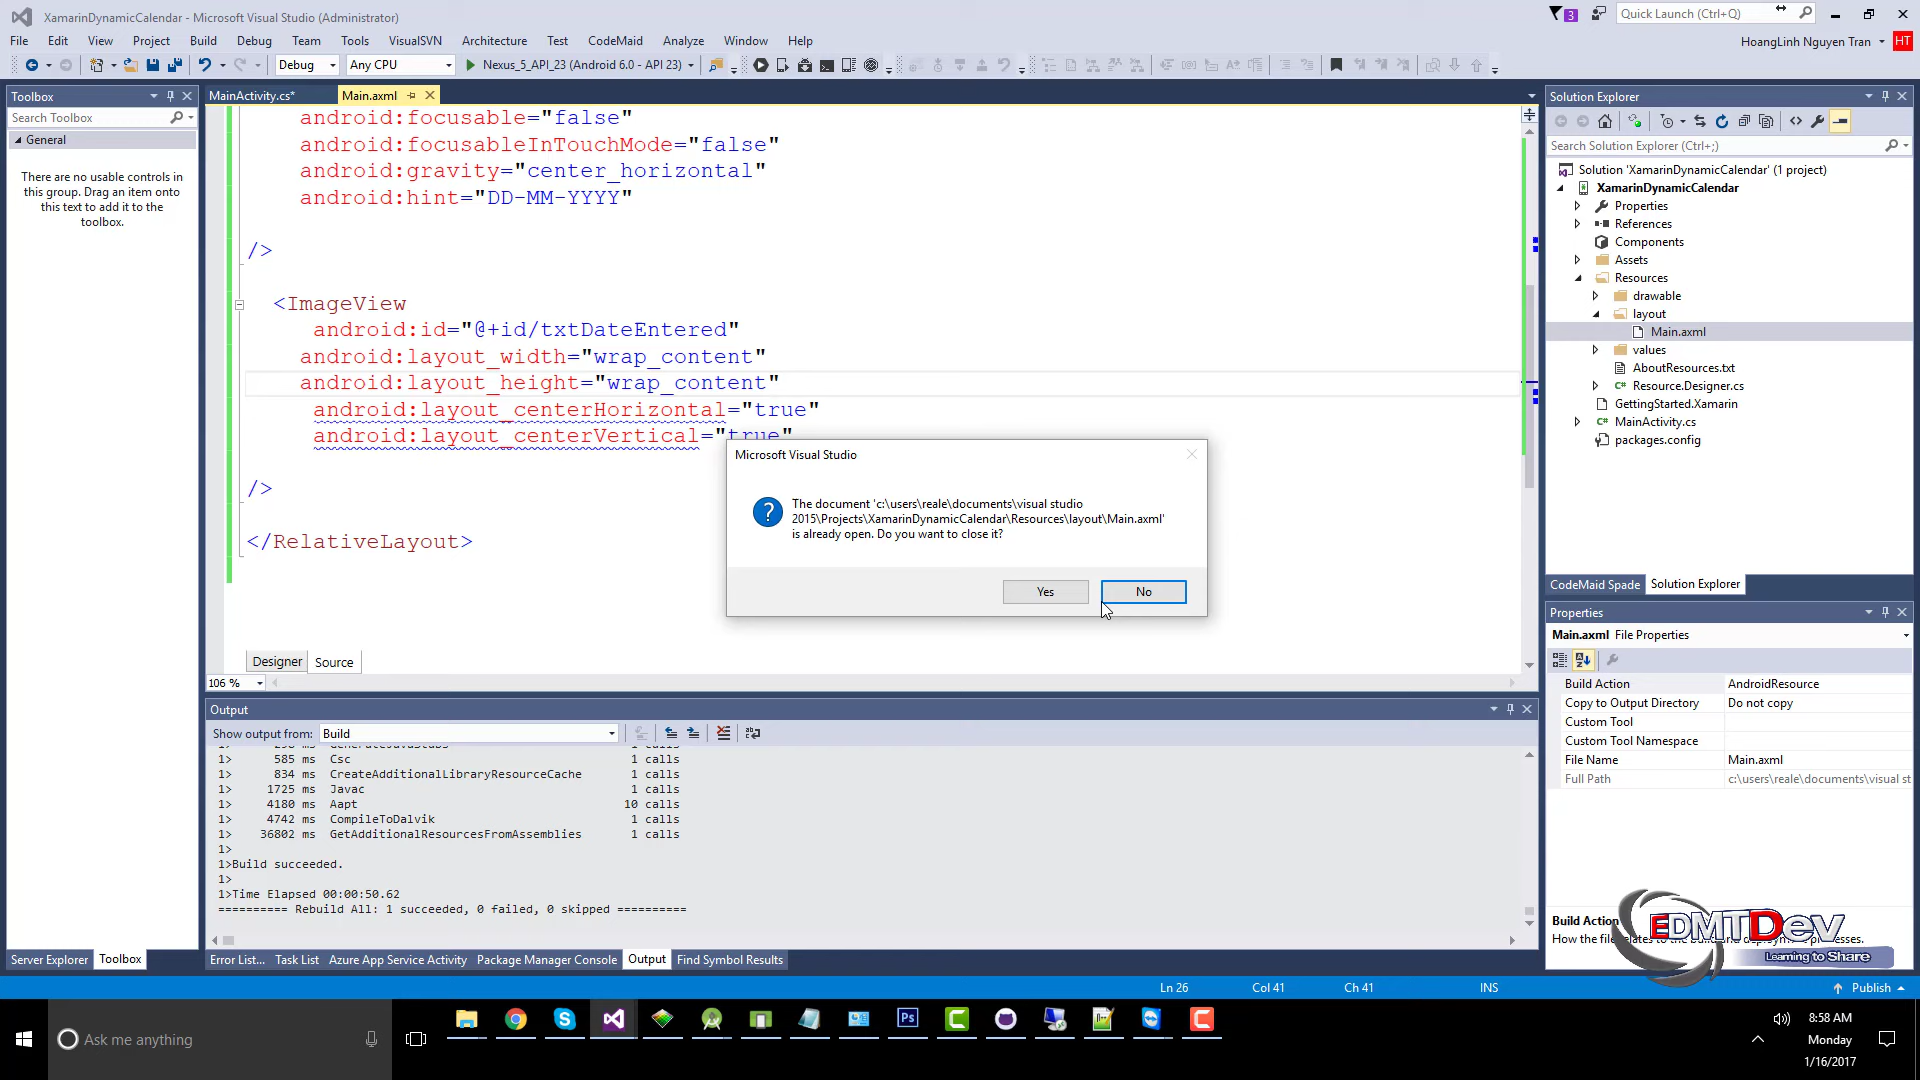 XamarinDynamicCalendar - Microsoft Visual Studio (Administrator)
3
Quick Launch (Ctrl+Q)
File Edit View Project Build Debug Team Tools VisualSVN Architecture Test CodeMaid Analyze Window Help
HoangLinh Nguyen Tran HT
Debug Any CPU Nexus_5_API_23 (Android 6.0 - API 23)
Toolbox
Search Toolbox
General
There are no usable controls in
this group. Drag an item onto
this text to add it to the
toolbox.
Server Explorer Toolbox
MainActivity.cs* Main.axml
android:focusable="false"
android:focusableInTouchMode="false"
android:gravity="center_horizontal"
android:hint="DD-MM-YYYY"
/>
<ImageView
android:id="@+id/txtDateEntered"
android:layout_width="wrap_content"
android:layout_height="wrap_content"
android:layout_centerHorizontal="true"
android:layout_centerVertical="true"
/>
</RelativeLayout>
Designer Source
106 %
Microsoft Visual Studio
The document 'c:\users\reale\documents\visual studio
2015\Projects\XamarinDynamicCalendar\Resources\layout\Main.axml'
is already open. Do you want to close it?
Yes No
Output
Show output from: Build
1> 585 ms Csc 1 calls
1> 834 ms CreateAdditionalLibraryResourceCache 1 calls
1> 1725 ms Javac 1 calls
1> 4180 ms Aapt 10 calls
1> 4742 ms CompileToDalvik 1 calls
1> 36802 ms GetAdditionalResourcesFromAssemblies 1 calls
1>
1>Build succeeded.
1>
1>Time Elapsed 00:00:50.62
========== Rebuild All: 1 succeeded, 0 failed, 0 skipped ==========
Error List... Task List Azure App Service Activity Package Manager Console Output Find Symbol Results
Solution Explorer
Search Solution Explorer (Ctrl+;)
Solution 'XamarinDynamicCalendar' (1 project)
XamarinDynamicCalendar
Properties
References
Components
Assets
Resources
drawable
layout
Main.axml
values
AboutResources.txt
Resource.Designer.cs
GettingStarted.Xamarin
MainActivity.cs
packages.config
CodeMaid Spade Solution Explorer
Properties
Main.axml File Properties
Build Action AndroidResource
Copy to Output Directory Do not copy
Custom Tool
Custom Tool Namespace
File Name Main.axml
Full Path c:\users\reale\documents\visual st
Build Action
EDMTDev
Learning to Share
Ln 26 Col 41 Ch 41 INS
Publish
Ask me anything
Ps
8:58 AM
Monday
1/16/2017